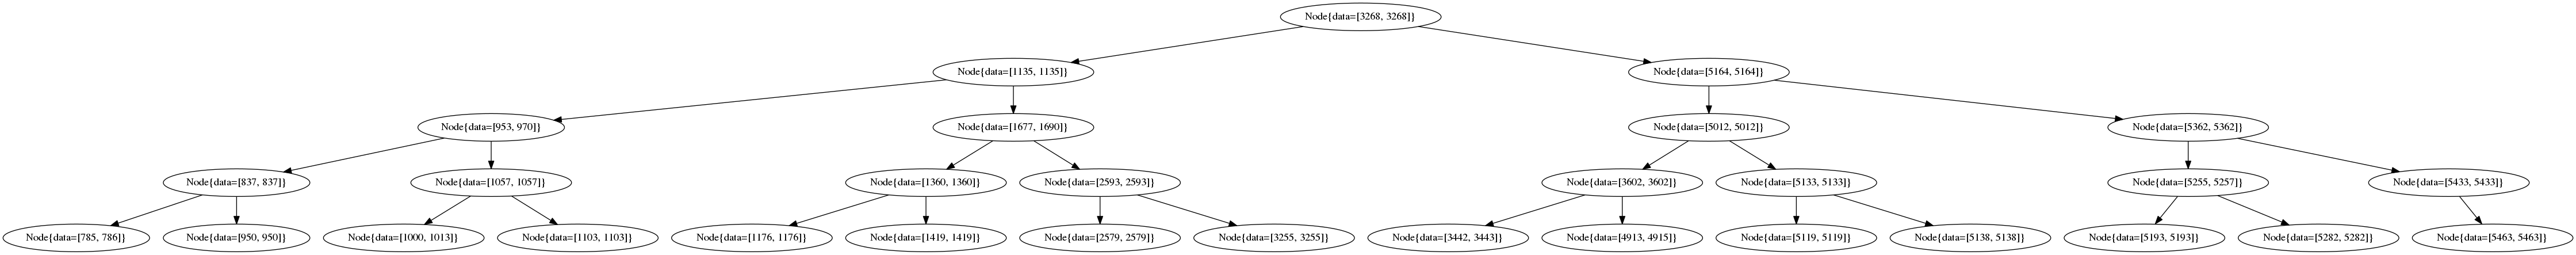 Node{data=[3268, 3268]}
Node{data=[1135, 1135]}
Node{data=[5164, 5164]}
Node{data=[953, 970]}
Node{data=[1677, 1690]}
Node{data=[5012, 5012]}
Node{data=[5362, 5362]}
Node{data=[837, 837]}
Node{data=[1057, 1057]}
Node{data=[1360, 1360]}
Node{data=[2593, 2593]}
Node{data=[3602, 3602]}
Node{data=[5133, 5133]}
Node{data=[5255, 5257]}
Node{data=[5433, 5433]}
Node{data=[785, 786]}
Node{data=[950, 950]}
Node{data=[1000, 1013]}
Node{data=[1103, 1103]}
Node{data=[1176, 1176]}
Node{data=[1419, 1419]}
Node{data=[2579, 2579]}
Node{data=[3255, 3255]}
Node{data=[3442, 3443]}
Node{data=[4913, 4915]}
Node{data=[5119, 5119]}
Node{data=[5138, 5138]}
Node{data=[5193, 5193]}
Node{data=[5282, 5282]}
Node{data=[5463, 5463]}